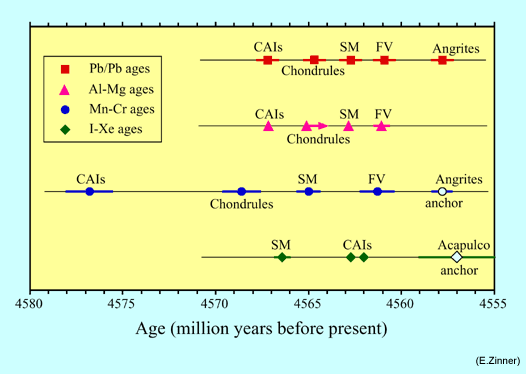 CAIs SM FV Angrites
Chondrules
Pb/Pb ages
Al-Mg ages
Mn-Cr ages
I-Xe ages
CAIs SM FV
Chondrules
CAIs SM FV Angrites
Chondrules anchor
SM CAIs Acapulco
anchor
4580 4575 4570 4565 4560 4555
Age (million years before present)
(E.Zinner)